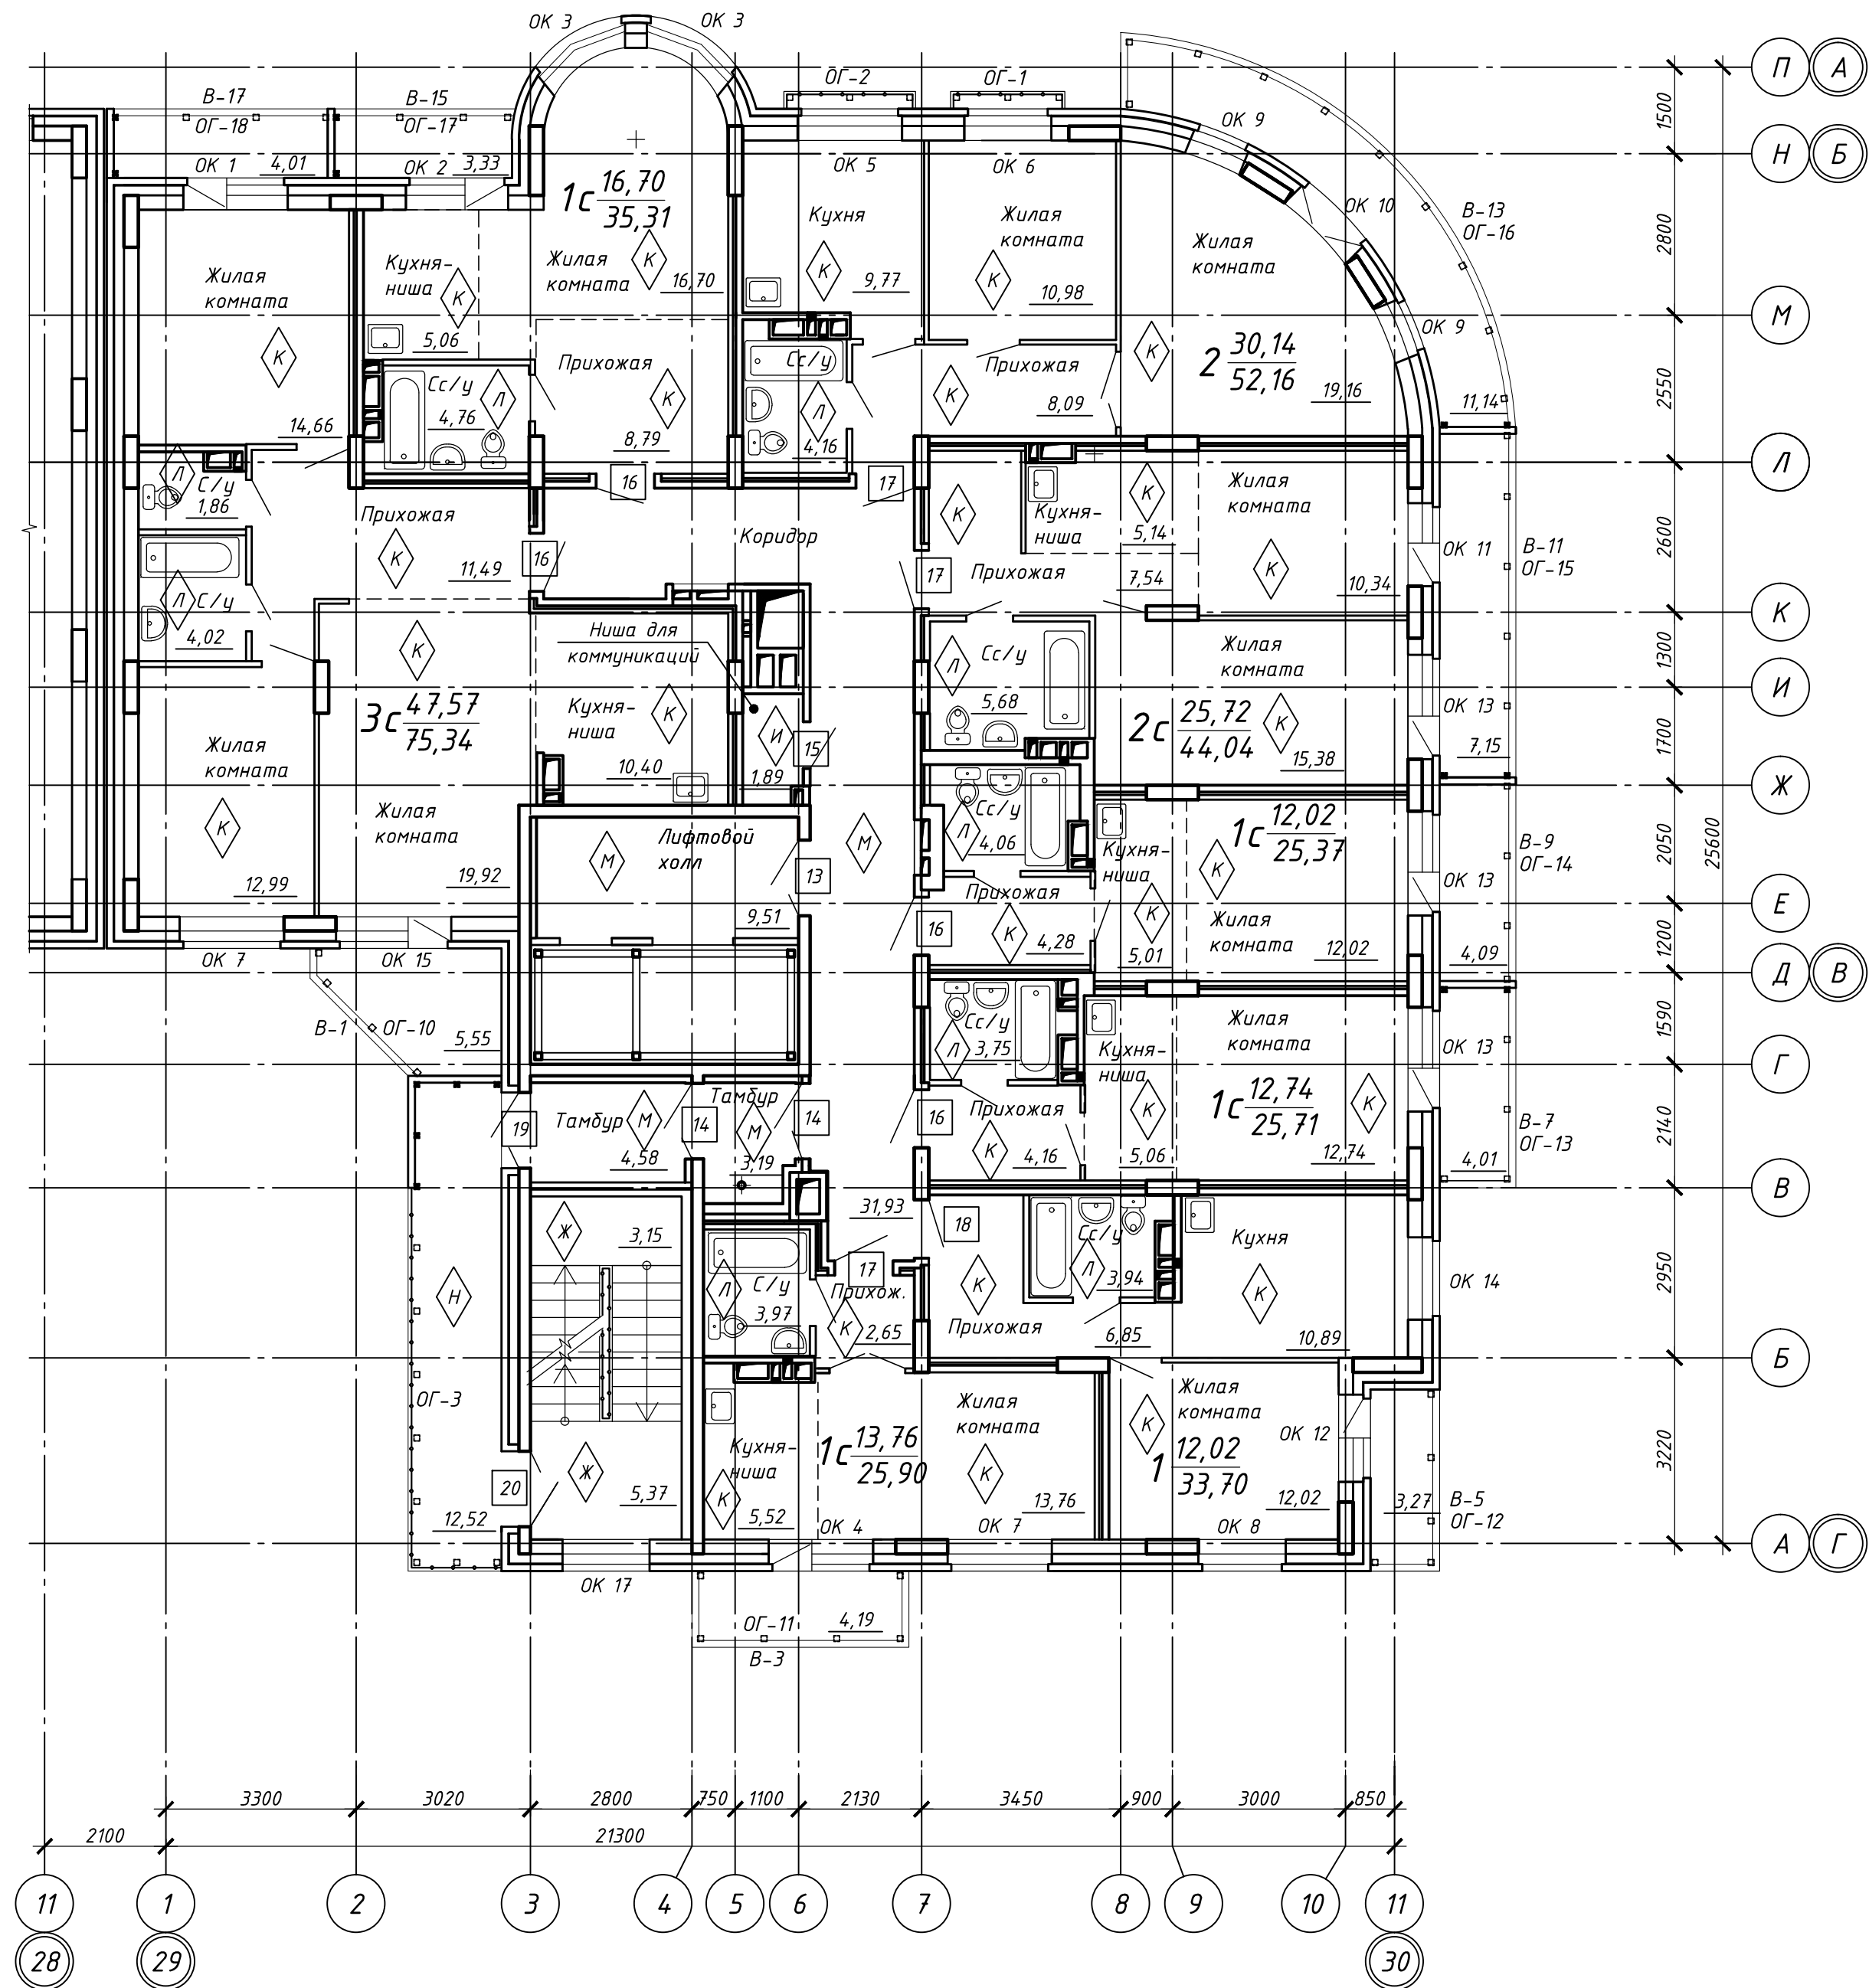 ОК 3
ОК 3
П
А
В-17
ОГ-18
В-15
ОГ-17
ОГ-2
ОГ-1
ОК 9
1500
Н
Б
ОК 1
4,01
ОК 2
3,33
ОК 5
ОК 6
1с 16,70
35,31
ОК 10
В-13
ОГ-16
2800
Кухня
Жилая
комната
Жилая
комната
Жилая
комната
Кухня-
ниша
Жилая
комната
К
К
К
К
К
16,70
9,77
10,98
5,06
М
ОК 9
К
2 30,14
52,16
Прихожая
Сс/у
Прихожая
Сс/у
Л
4,76
К
Л
К
8,09
19,16
11,14
2550
14,66
8,79
4,16
Л
Л
С/у
1,86
16
17
Прихожая
К
Кухня-
ниша
К
5,14
Жилая
комната
Коридор
16
К
11,49
17
Прихожая
7,54
К
10,34
ОК 11
В-11
ОГ-15
2600
Л
С/у
4,02
К
К
Ниша для
коммуникаций
Л
Сс/у
5,68
Жилая
комната
1300
И
3с 47,57
75,34
Кухня-
ниша
К
И
15
1,89
10,40
2с 25,72
44,04
К
15,38
ОК 13
7,15
1700
Жилая
комната
Ж
Жилая
комната
К
Лифтовой
холл
М
М
13
Сс/у
Л
4,06
Кухня-
ниша
1с 12,02
25,37
К
В-9
ОГ-14
2050
25600
12,99
19,92
9,51
Прихожая
К
Жилая
комната
ОК 13
Е
16
К
4,28
5,01
12,02
4,09
1200
ОК 7
ОК 15
Д
В
В-1
ОГ-10
5,55
Сс/у
Л
3,75
Кухня-
ниша
Жилая
комната
ОК 13
1590
Г
Тамбур
Тамбур
19
М
14
М
14
16
Прихожая
К
К
1с 12,74
25,71
К
В-7
ОГ-13
2140
4,58
3,19
4,16
5,06
12,74
4,01
В
31,93
18
Ж
3,15
Сс/у
Кухня
Н
Л
С/у
3,97
17
Прихож.
К
2,65
К
Л
3,94
К
ОК 14
2950
Прихожая
6,85
10,89
Б
ОГ-3
Жилая
комната
Жилая
комната
К
Кухня-
ниша
1с 13,76
25,90
ОК 12
1 12,02
33,70
3220
20
Ж
5,37
К
К
12,52
5,52
ОК 4
ОК 7
13,76
ОК 8
12,02
3,27
В-5
ОГ-12
А
Г
ОК 17
ОГ-11
4,19
В-3
3300
3020
2800
750
1100
2130
3450
900
3000
850
2100
21300
11
1
2
3
4
5
6
7
8
9
10
11
28
29
30